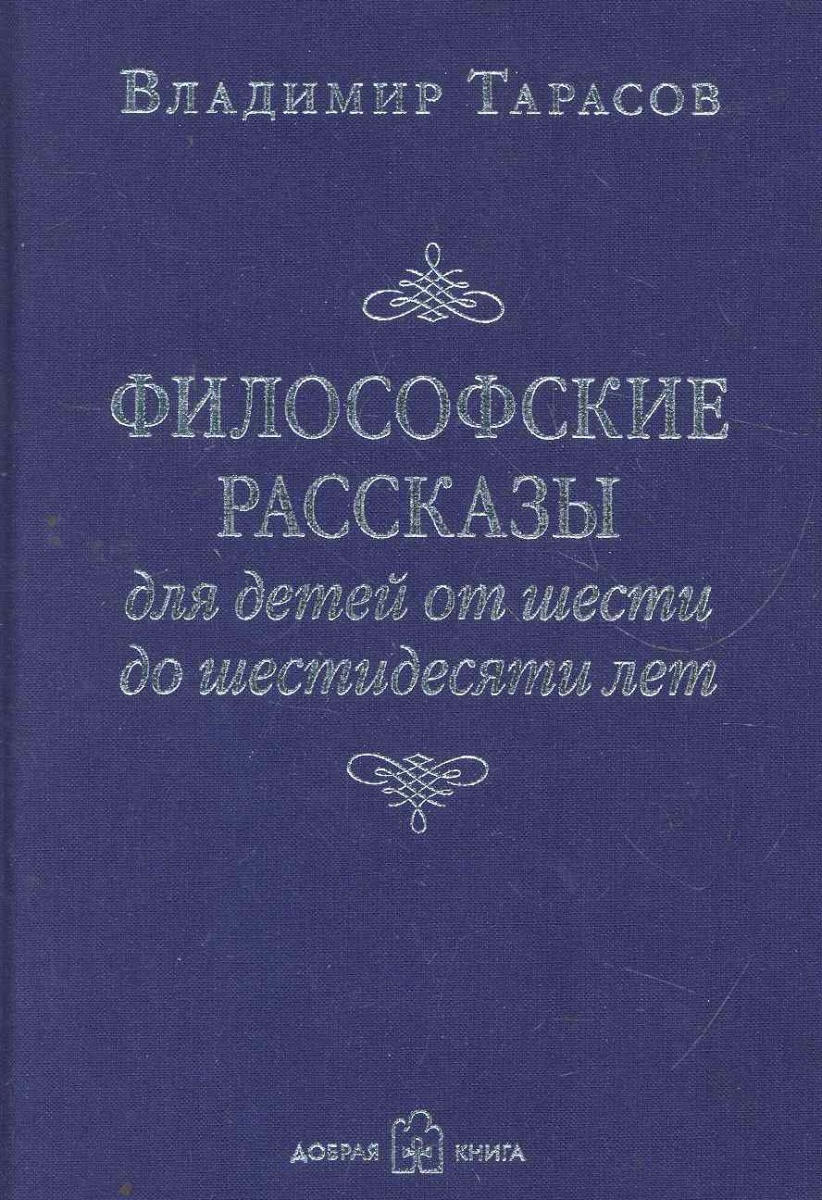 Владимир Тарасов
ФИЛОСОФСКИЕ
РАССКАЗЫ
для детей от шести
до шестидесяти лет
ДОБРАЯ КНИГА